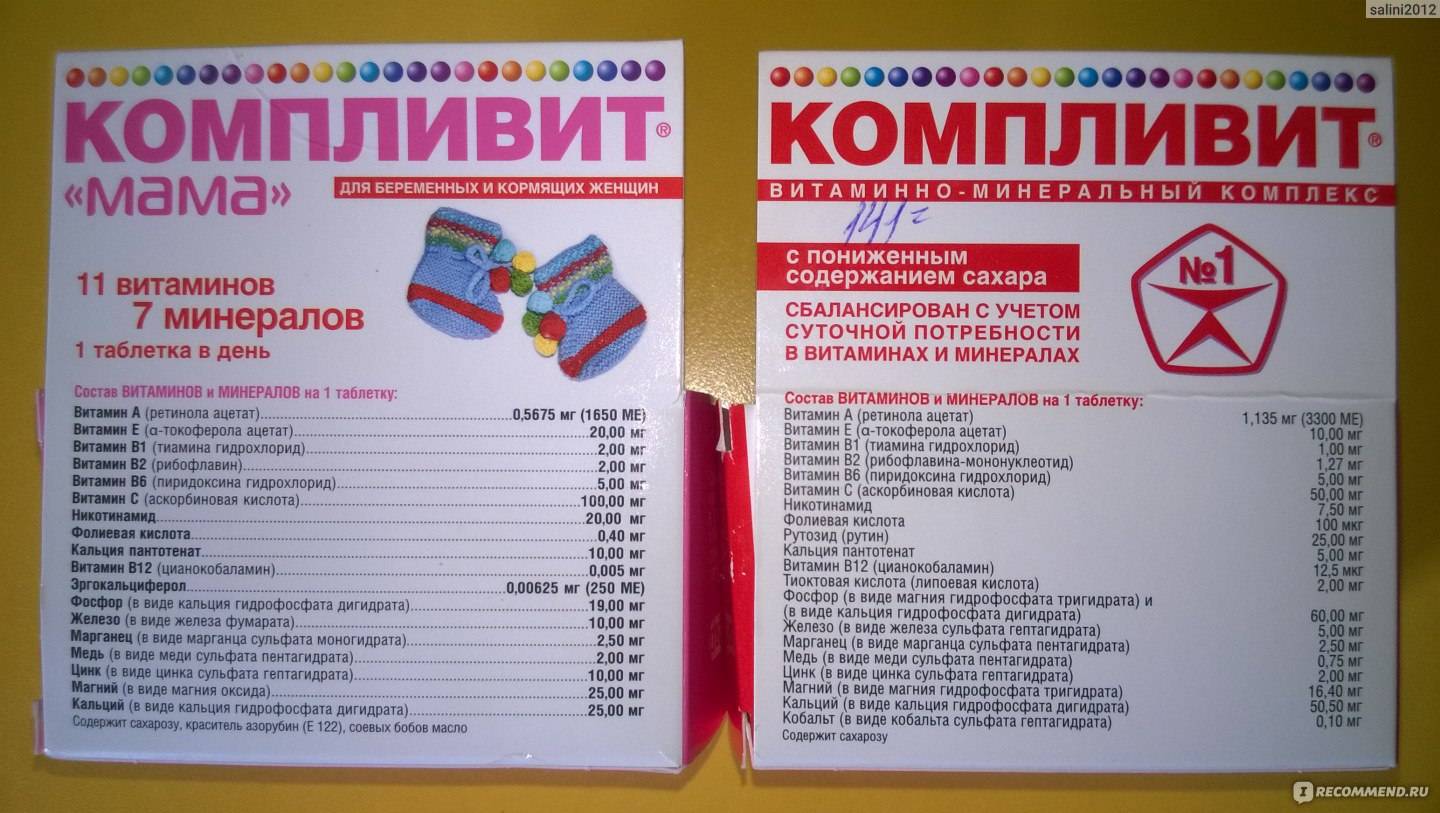 salini2012
КОМПЛИВИТ®
«мама»
ДЛЯ БЕРЕМЕННЫХ И КОРМЯЩИХ ЖЕНЩИН
11 витаминов
7 минералов
1 таблетка в день
Состав ВИТАМИНОВ и МИНЕРАЛОВ на 1 таблетку:
Витамин А (ретинола ацетат)....0,5675 мг (1650 МЕ)
Витамин Е (α-токоферола ацетат)....20,00 мг
Витамин В1 (тиамина гидрохлорид)....2,00 мг
Витамин В2 (рибофлавин)....2,00 мг
Витамин В6 (пиридоксина гидрохлорид)....5,00 мг
Витамин С (аскорбиновая кислота)....100,00 мг
Никотинамид....20,00 мг
Фолиевая кислота....0,40 мг
Кальция пантотенат....10,00 мг
Витамин В12 (цианокобаламин)....0,005 мг
Эргокальциферол....0,00625 мг (250 МЕ)
Фосфор (в виде кальция гидрофосфата дигидрата)....19,00 мг
Железо (в виде железа фумарата)....10,00 мг
Марганец (в виде марганца сульфата моногидрата)....2,50 мг
Медь (в виде меди сульфата пентагидрата)....2,00 мг
Цинк (в виде цинка сульфата гептагидрата)....10,00 мг
Магний (в виде магния оксида)....25,00 мг
Кальций (в виде кальция гидрофосфата дигидрата)....25,00 мг
Содержит сахарозу, краситель азорубин (Е 122), соевых бобов масло
КОМПЛИВИТ®
ВИТАМИННО-МИНЕРАЛЬНЫЙ КОМПЛЕКС
141=
с пониженным
содержанием сахара
№1
СБАЛАНСИРОВАН С УЧЕТОМ
СУТОЧНОЙ ПОТРЕБНОСТИ
В ВИТАМИНАХ И МИНЕРАЛАХ
Состав ВИТАМИНОВ и МИНЕРАЛОВ на 1 таблетку:
Витамин А (ретинола ацетат) 1,135 мг (3300 МЕ)
Витамин Е (α-токоферола ацетат) 10,00 мг
Витамин В1 (тиамина гидрохлорид) 1,00 мг
Витамин В2 (рибофлавина-мононуклеотид) 1,27 мг
Витамин В6 (пиридоксина гидрохлорид) 5,00 мг
Витамин С (аскорбиновая кислота) 50,00 мг
Никотинамид 7,50 мг
Фолиевая кислота 100 мкг
Рутозид (рутин) 25,00 мг
Кальция пантотенат 5,00 мг
Витамин В12 (цианокобаламин) 12,5 мкг
Тиоктовая кислота (липоевая кислота) 2,00 мг
Фосфор (в виде магния гидрофосфата тригидрата) и
(в виде кальция гидрофосфата дигидрата) 60,00 мг
Железо (в виде железа сульфата гептагидрата) 5,00 мг
Марганец (в виде марганца сульфата пентагидрата) 2,50 мг
Медь (в виде меди сульфата пентагидрата) 0,75 мг
Цинк (в виде цинка сульфата гептагидрата) 2,00 мг
Магний (в виде магния гидрофосфата тригидрата) 16,40 мг
Кальций (в виде кальция гидрофосфата дигидрата) 50,50 мг
Кобальт (в виде кобальта сульфата гептагидрата) 0,10 мг
Содержит сахарозу
RECOMMEND.RU